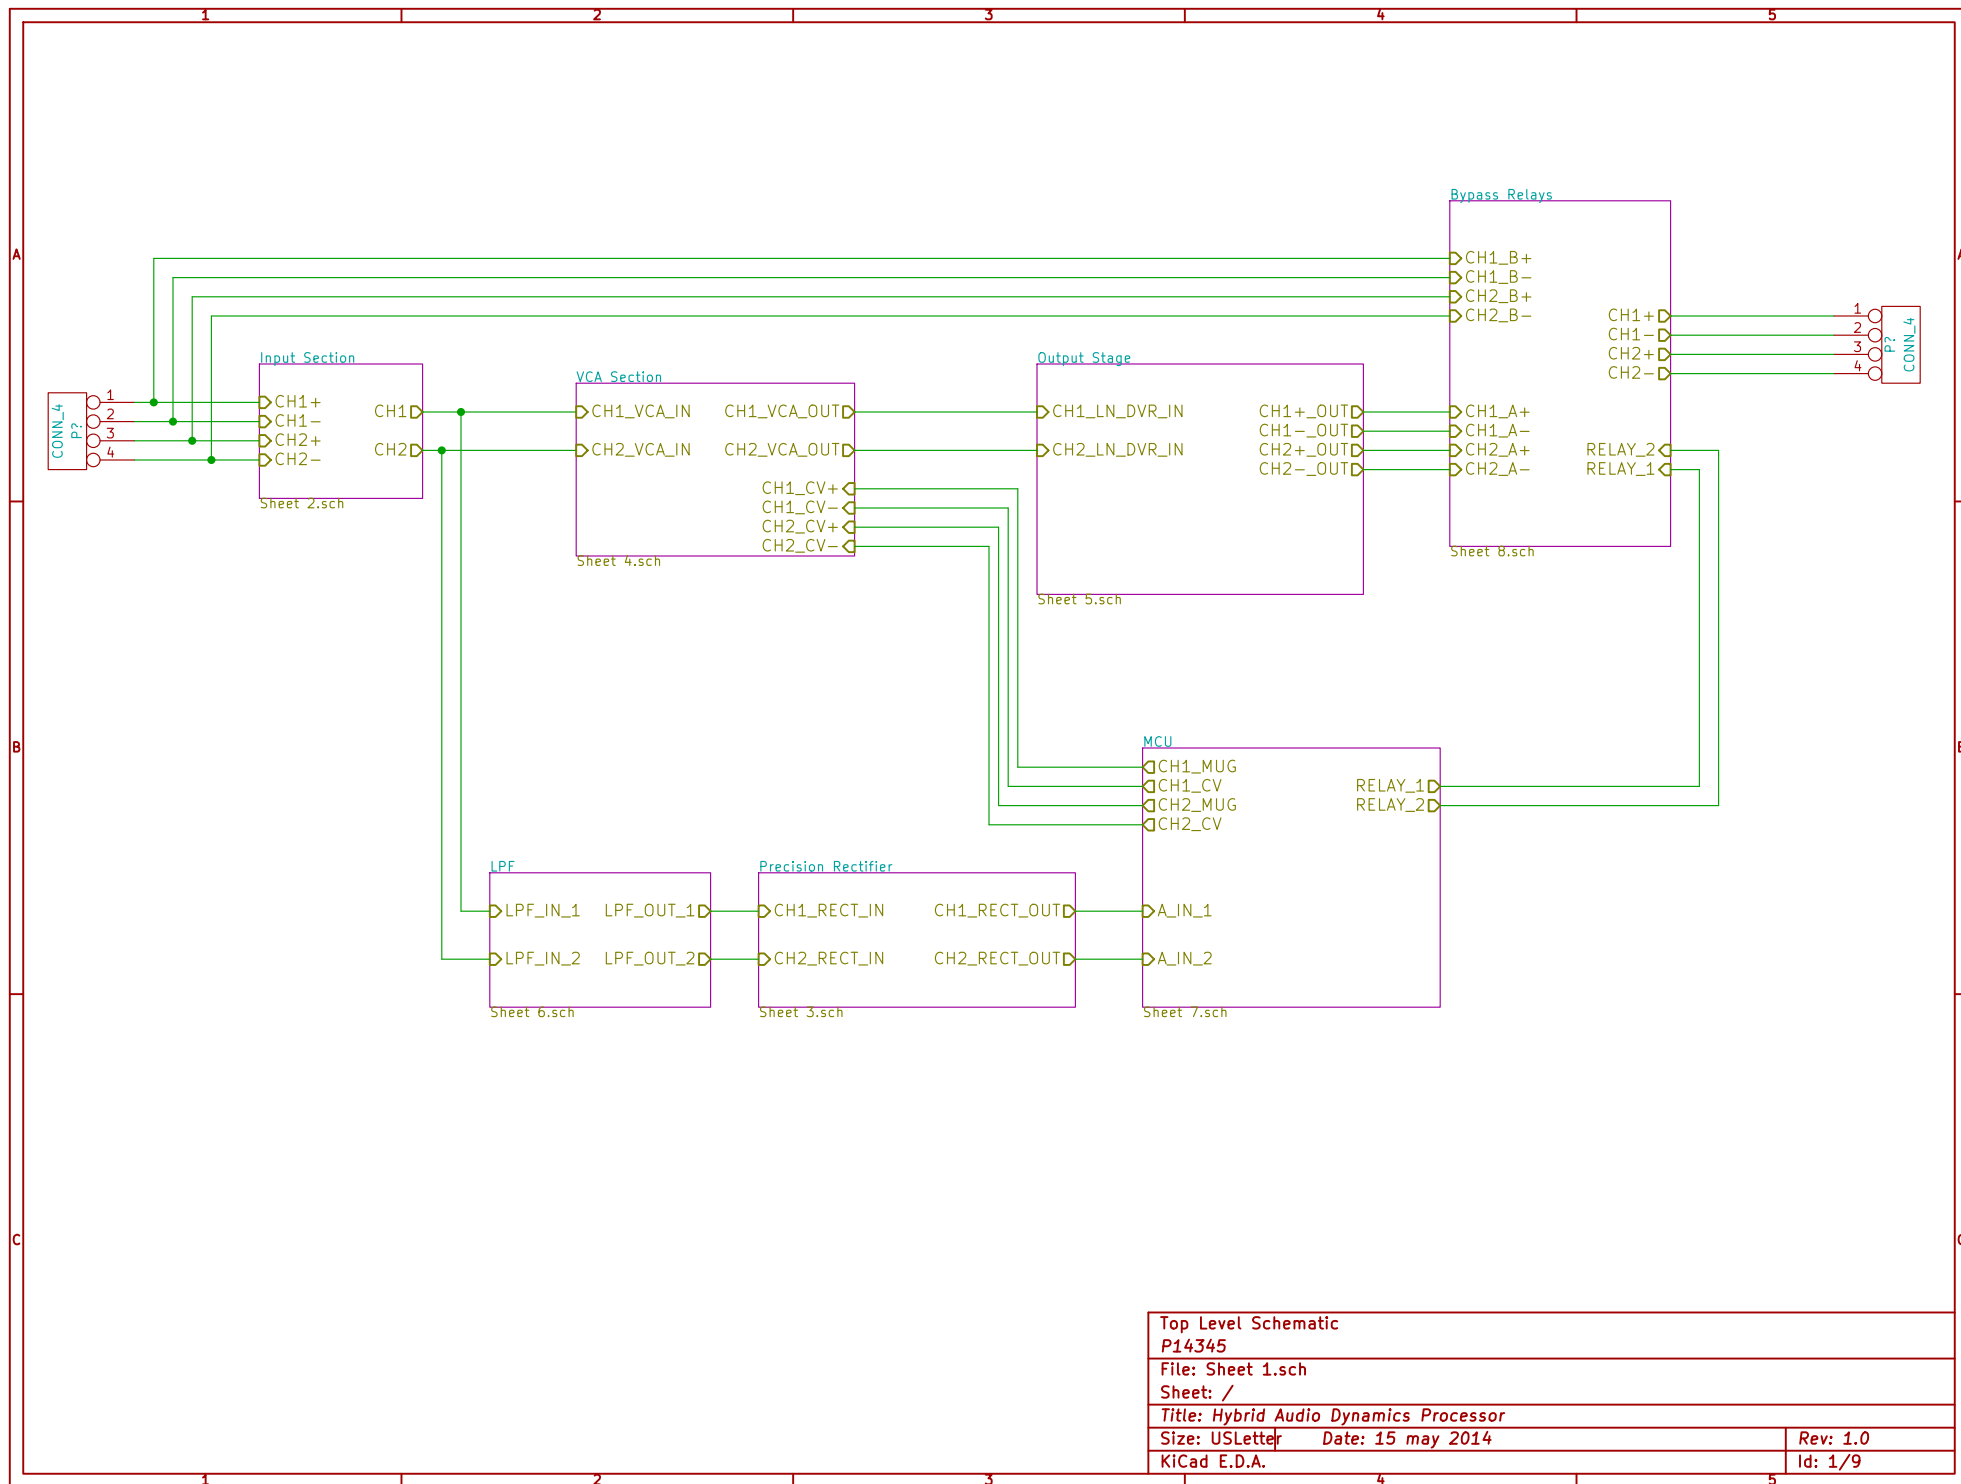 1 2 3 4 5
A
A
Bypass Relays
CH1_B+
CH1_B-
CH2_B+
CH2_B-
CH1+
CH1-
CH2+
CH2-
CH1_A+
CH1_A-
CH2_A+
CH2_A-
RELAY_2
RELAY_1
Sheet 8.sch
1
2
3
4
P?
CONN_4
CONN_4
P?
1
2
3
4
Input Section
CH1+
CH1-
CH2+
CH2-
CH1
CH2
Sheet 2.sch
VCA Section
CH1_VCA_IN CH1_VCA_OUT
CH2_VCA_IN CH2_VCA_OUT
CH1_CV+
CH1_CV-
CH2_CV+
CH2_CV-
Sheet 4.sch
Output Stage
CH1_LN_DVR_IN
CH2_LN_DVR_IN
CH1+_OUT
CH1-_OUT
CH2+_OUT
CH2-_OUT
Sheet 5.sch
B
MCU
CH1_MUG
CH1_CV
CH2_MUG
CH2_CV
RELAY_1
RELAY_2
A_IN_1
A_IN_2
Sheet 7.sch
LPF
LPF_IN_1 LPF_OUT_1
LPF_IN_2 LPF_OUT_2
Sheet 6.sch
Precision Rectifier
CH1_RECT_IN CH1_RECT_OUT
CH2_RECT_IN CH2_RECT_OUT
Sheet 3.sch
C
Top Level Schematic
P14345
File: Sheet 1.sch
Sheet: /
Title: Hybrid Audio Dynamics Processor
Size: USLetter Date: 15 may 2014 Rev: 1.0
KiCad E.D.A. Id: 1/9
1 2 3 4 5